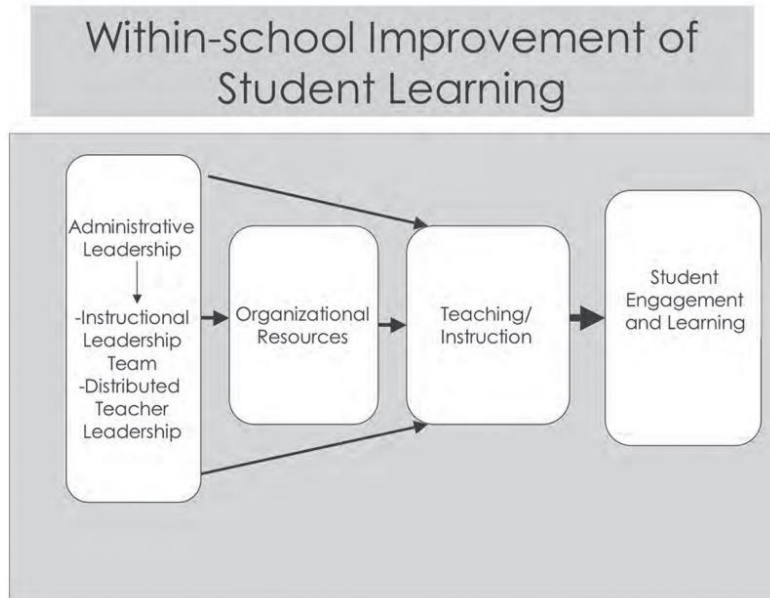 Within-school Improvement of
Student Learning
Administrative
Leadership
-Instructional
Leadership
Team
-Distributed
Teacher
Leadership
Organizational
Resources
Teaching/
Instruction
Student
Engagement
and Learning